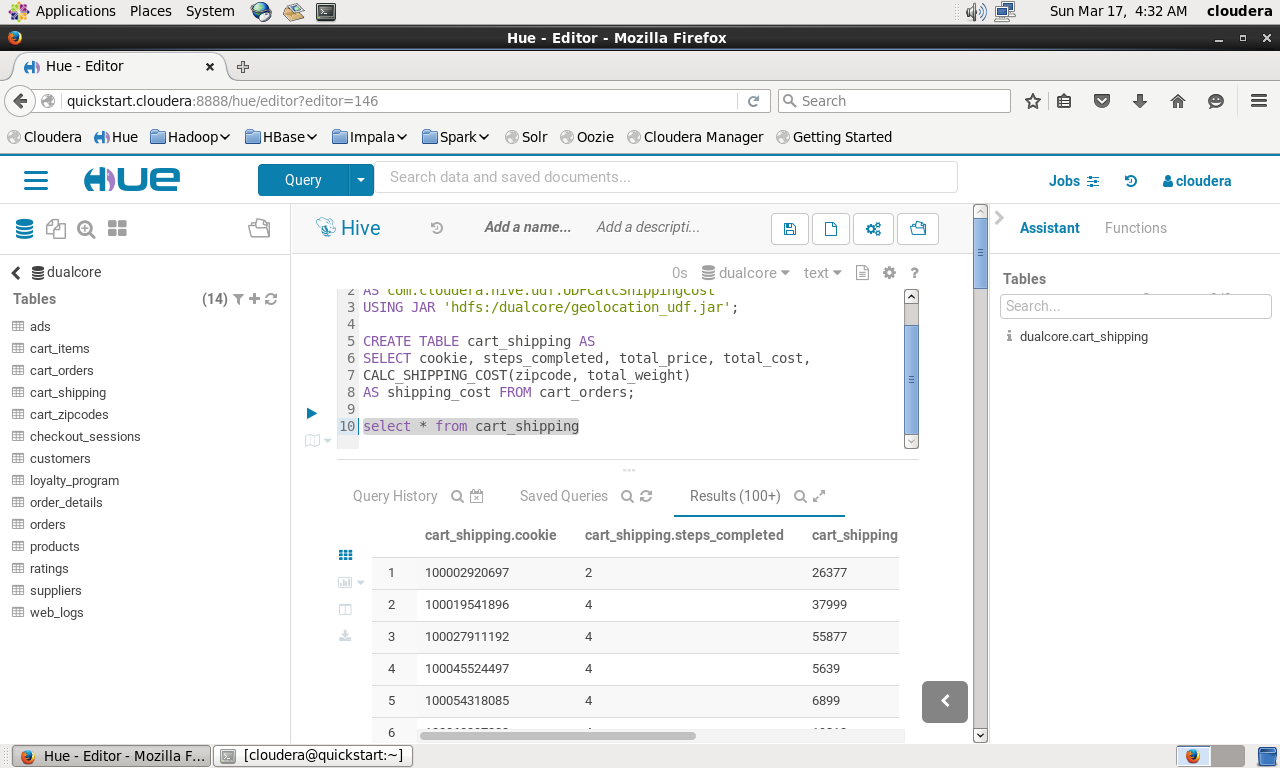 Applications Places System
Sun Mar 17, 4:32 AM cloudera
Hue - Editor - Mozilla Firefox
Hue - Editor
quickstart.cloudera:8888/hue/editor?editor=146
Search
Cloudera Hue Hadoop HBase Impala Spark Solr Oozie Cloudera Manager Getting Started
HUE Query Search data and saved documents... Jobs cloudera
Hive Add a name... Add a descripti... Assistant Functions
dualcore 0s dualcore text ?
Tables (14)
ads
cart_items
cart_orders
cart_shipping
cart_zipcodes
checkout_sessions
customers
loyalty_program
order_details
orders
products
ratings
suppliers
web_logs
2 AS 'com.cloudera.hive.udf.UDFCalcShippingCost'
3 USING JAR 'hdfs:/dualcore/geolocation_udf.jar';
4
5 CREATE TABLE cart_shipping AS
6 SELECT cookie, steps_completed, total_price, total_cost,
7 CALC_SHIPPING_COST(zipcode, total_weight)
8 AS shipping_cost FROM cart_orders;
9
10 select * from cart_shipping
Query History Saved Queries Results (100+)
cart_shipping.cookie cart_shipping.steps_completed cart_shipping
1 100002920697 2 26377
2 100019541896 4 37999
3 100027911192 4 55877
4 100045524497 4 5639
5 100054318085 4 6899
6
Tables
Search...
dualcore.cart_shipping
Hue - Editor - Mozilla F...
[cloudera@quickstart:~]